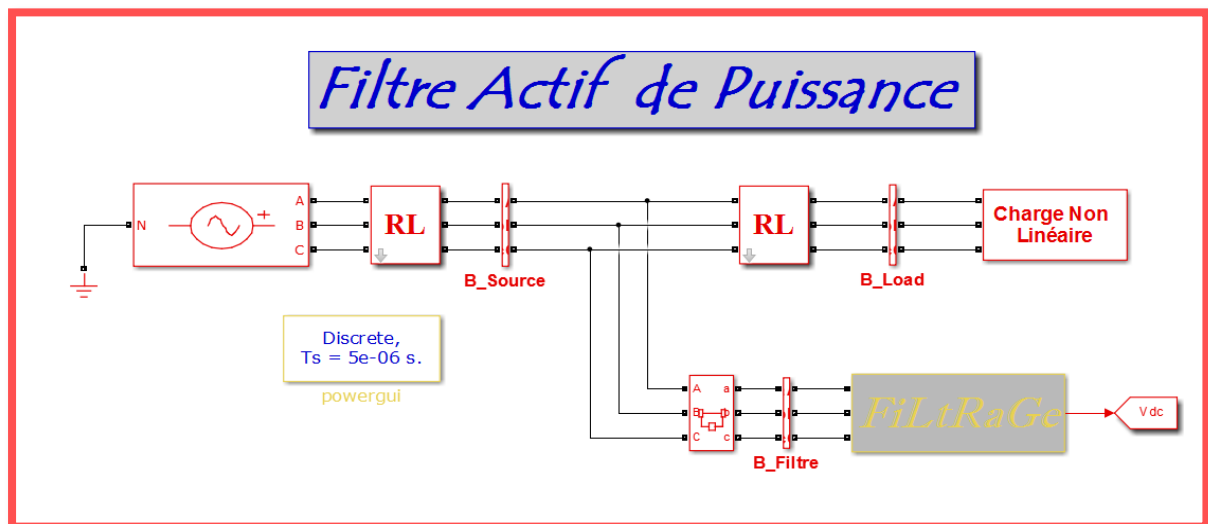 Filtre Actif de Puissance
N
+
A
B
C
RL
B_Source
RL
B_Load
Charge Non
Linéaire
Discrete,
Ts = 5e-06 s.
powergui
A
B
C
a
b
c
B_Filtre
FiLtRaGe
Vdc